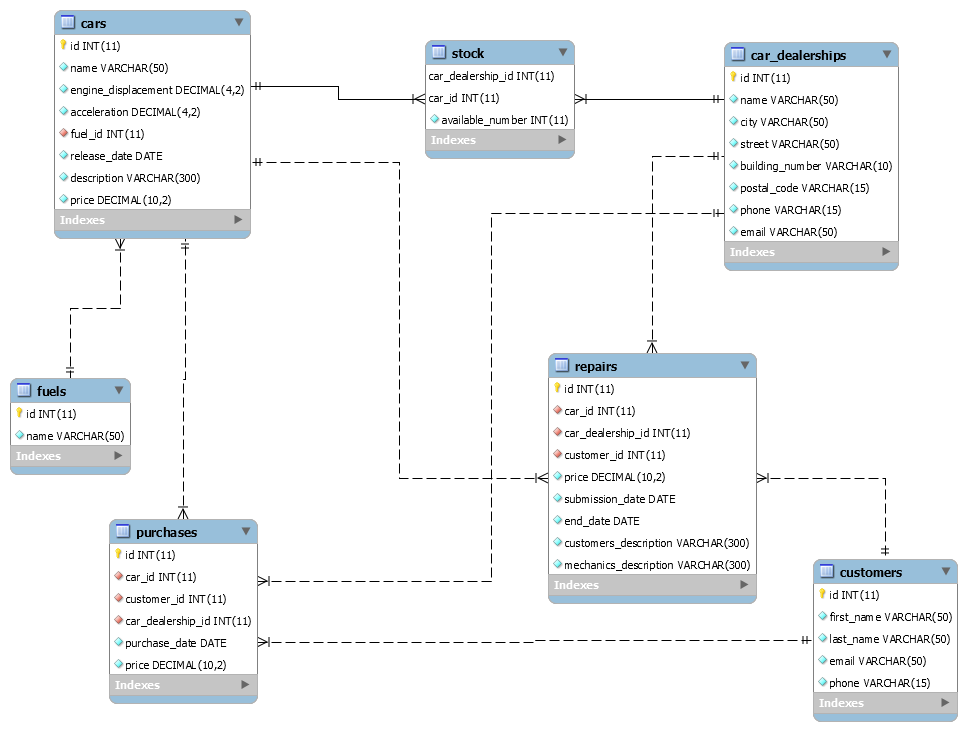 cars
id INT(11)
name VARCHAR(50)
engine_displacement DECIMAL(4,2)
acceleration DECIMAL(4,2)
fuel_id INT(11)
release_date DATE
description VARCHAR(300)
price DECIMAL(10,2)
Indexes
stock
car_dealership_id INT(11)
car_id INT(11)
available_number INT(11)
Indexes
car_dealerships
id INT(11)
name VARCHAR(50)
city VARCHAR(50)
street VARCHAR(50)
building_number VARCHAR(10)
postal_code VARCHAR(15)
phone VARCHAR(15)
email VARCHAR(50)
Indexes
fuels
id INT(11)
name VARCHAR(50)
Indexes
repairs
id INT(11)
car_id INT(11)
car_dealership_id INT(11)
customer_id INT(11)
price DECIMAL(10,2)
submission_date DATE
end_date DATE
customers_description VARCHAR(300)
mechanics_description VARCHAR(300)
Indexes
purchases
id INT(11)
car_id INT(11)
customer_id INT(11)
car_dealership_id INT(11)
purchase_date DATE
price DECIMAL(10,2)
Indexes
customers
id INT(11)
first_name VARCHAR(50)
last_name VARCHAR(50)
email VARCHAR(50)
phone VARCHAR(15)
Indexes